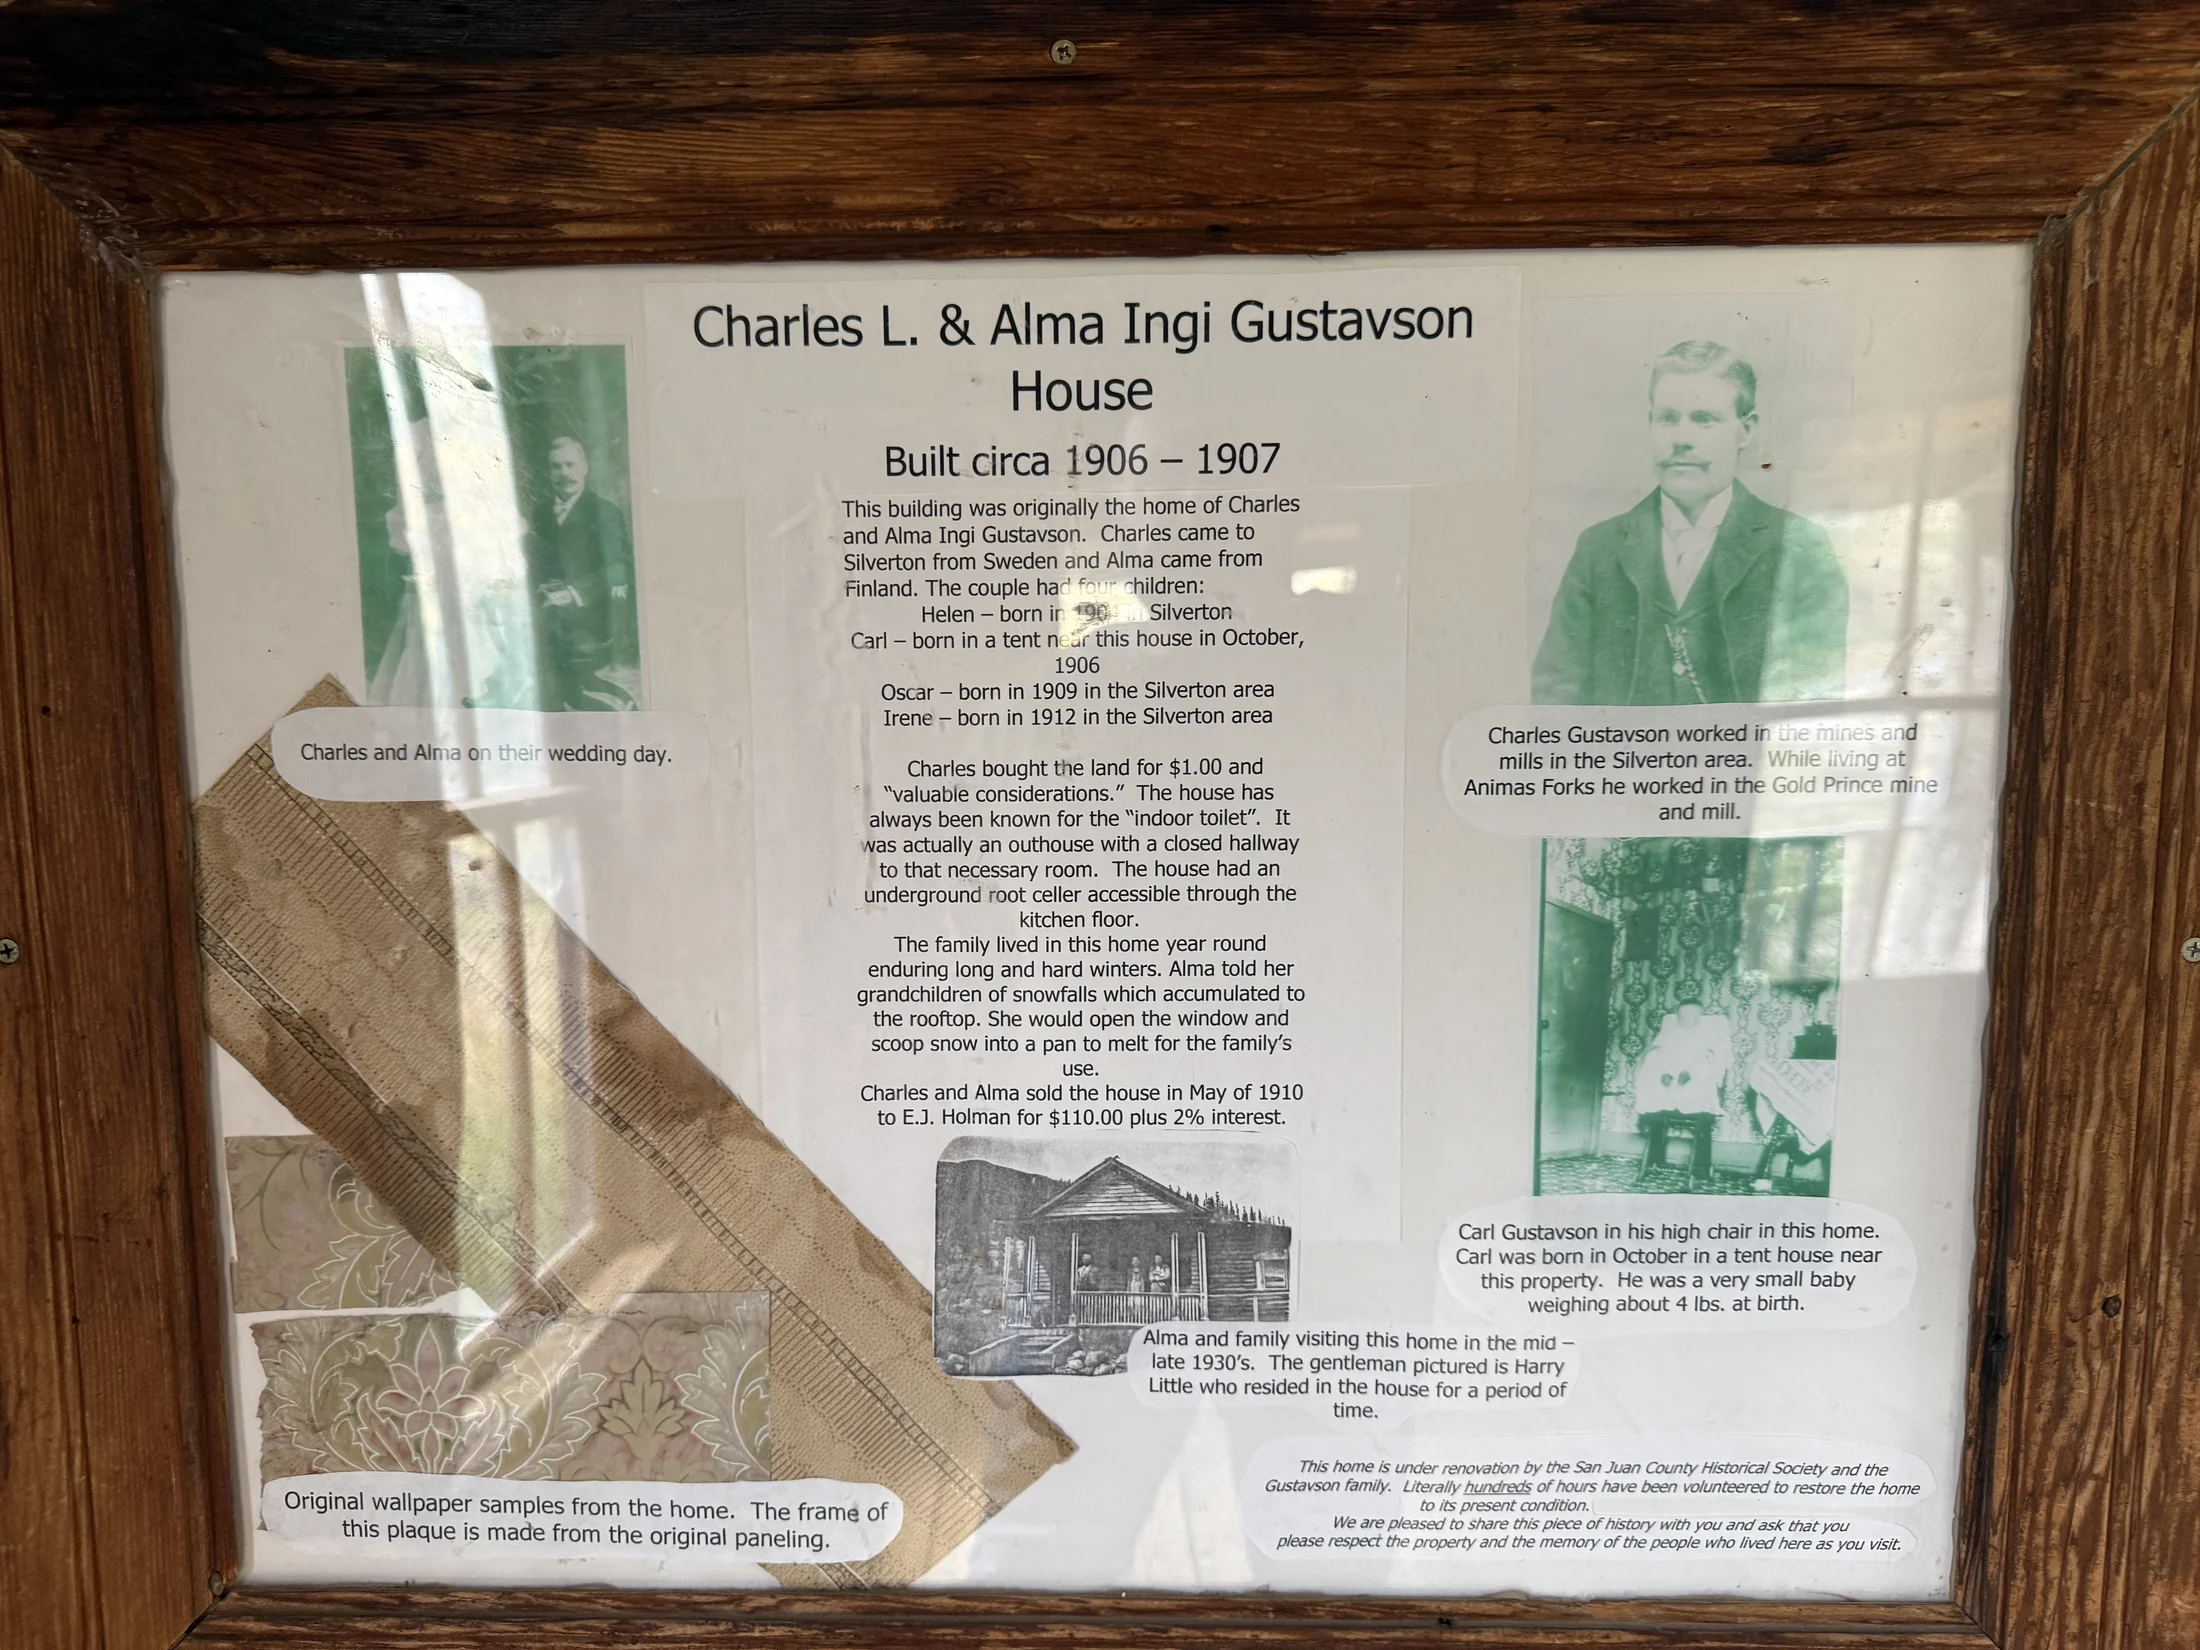 Charles L. & Alma Ingi Gustavson
House
Built circa 1906 – 1907
This building was originally the home of Charles
and Alma Ingi Gustavson. Charles came to
Silverton from Sweden and Alma came from
Finland. The couple had four children:
Helen – born in 1904 in Silverton
Carl – born in a tent near this house in October,
1906
Oscar – born in 1909 in the Silverton area
Irene – born in 1912 in the Silverton area
Charles bought the land for $1.00 and
“valuable considerations.” The house has
always been known for the “indoor toilet”. It
was actually an outhouse with a closed hallway
to that necessary room. The house had an
underground root celler accessible through the
kitchen floor.
The family lived in this home year round
enduring long and hard winters. Alma told her
grandchildren of snowfalls which accumulated to
the rooftop. She would open the window and
scoop snow into a pan to melt for the family’s
use.
Charles and Alma sold the house in May of 1910
to E.J. Holman for $110.00 plus 2% interest.
Charles and Alma on their wedding day.
Charles Gustavson worked in the mines and
mills in the Silverton area. While living at
Animas Forks he worked in the Gold Prince mine
and mill.
Carl Gustavson in his high chair in this home.
Carl was born in October in a tent house near
this property. He was a very small baby
weighing about 4 lbs. at birth.
Alma and family visiting this home in the mid –
late 1930’s. The gentleman pictured is Harry
Little who resided in the house for a period of
time.
Original wallpaper samples from the home. The frame of
this plaque is made from the original paneling.
This home is under renovation by the San Juan County Historical Society and the
Gustavson family. Literally hundreds of hours have been volunteered to restore the home
to its present condition.
We are pleased to share this piece of history with you and ask that you
please respect the property and the memory of the people who lived here as you visit.